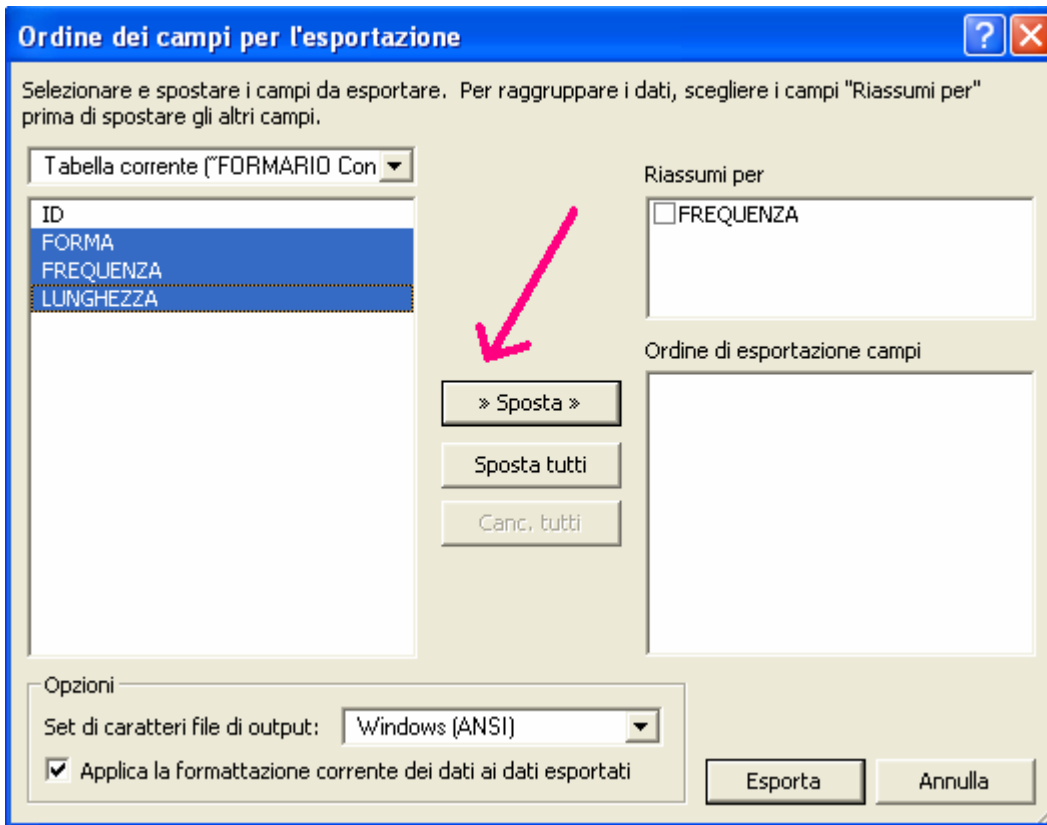 Ordine dei campi per l'esportazione
Selezionare e spostare i campi da esportare. Per raggruppare i dati, scegliere i campi "Riassumi per"
prima di spostare gli altri campi.
Tabella corrente ("FORMARIO Con
ID
FORMA
FREQUENZA
LUNGHEZZA
» Sposta »
Sposta tutti
Canc. tutti
Riassumi per
FREQUENZA
Ordine di esportazione campi
Opzioni
Set di caratteri file di output: Windows (ANSI)
Applica la formattazione corrente dei dati ai dati esportati
Esporta
Annulla